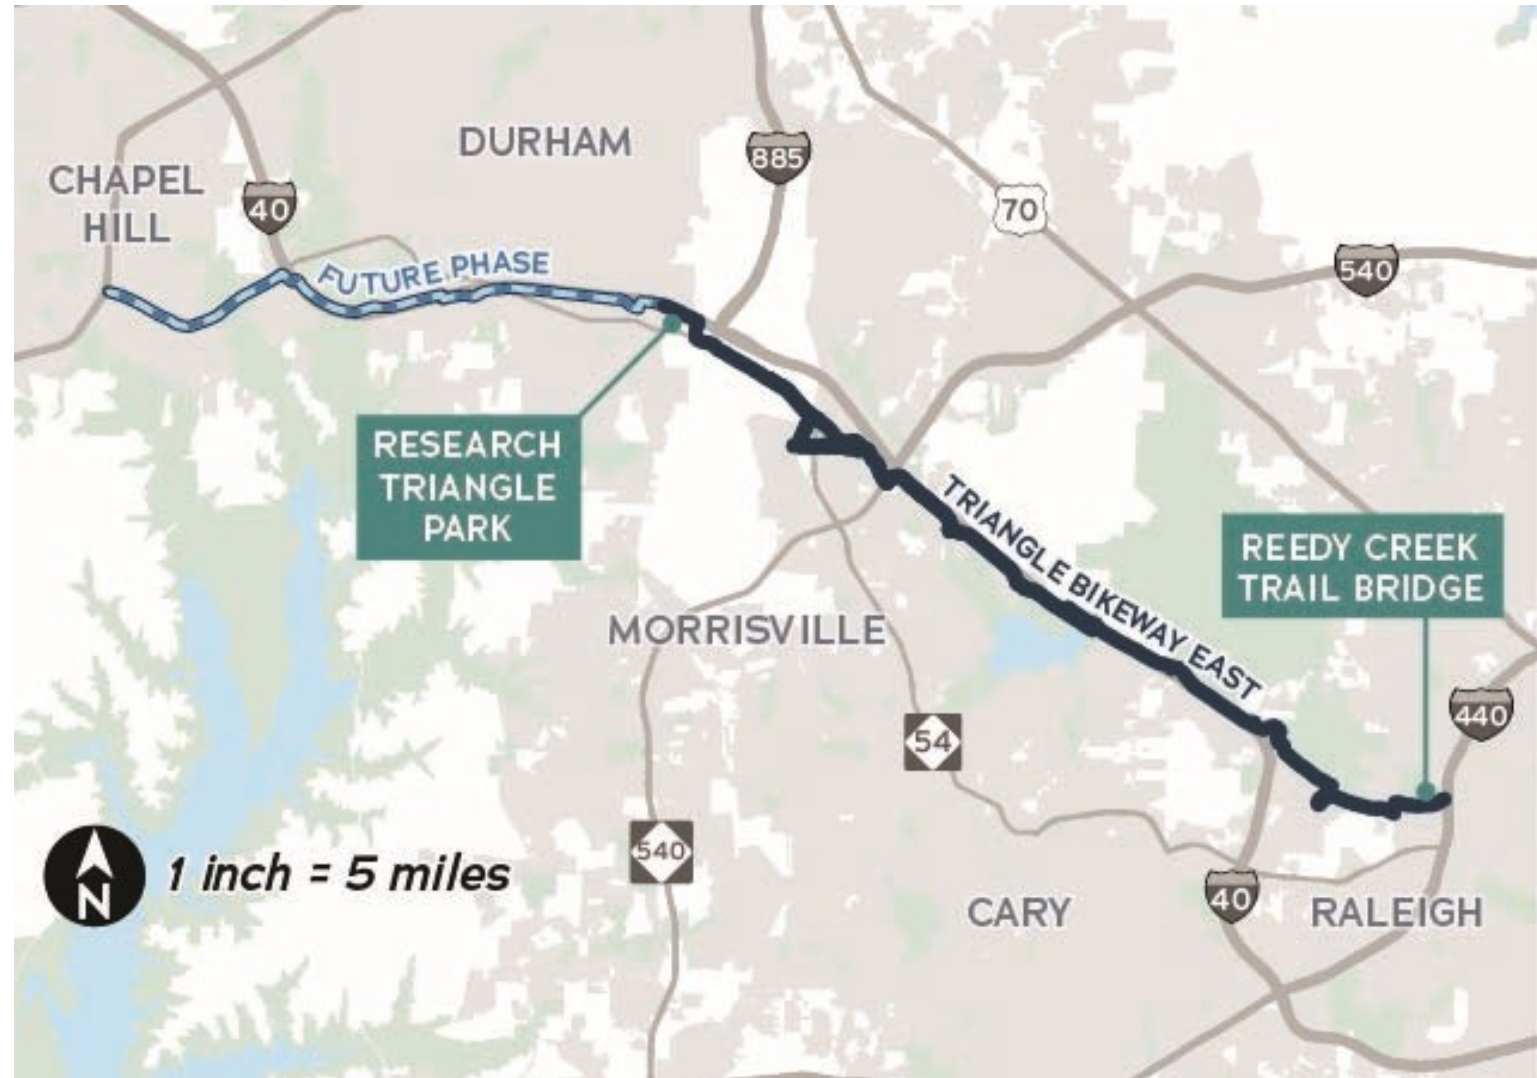 DURHAM
885
CHAPEL
HILL
40
70
540
FUTURE PHASE
RESEARCH
TRIANGLE
PARK
TRIANGLE BIKEWAY EAST
REEDY CREEK
TRAIL BRIDGE
MORRISVILLE
440
54
540
N
1 inch = 5 miles
40
CARY
RALEIGH